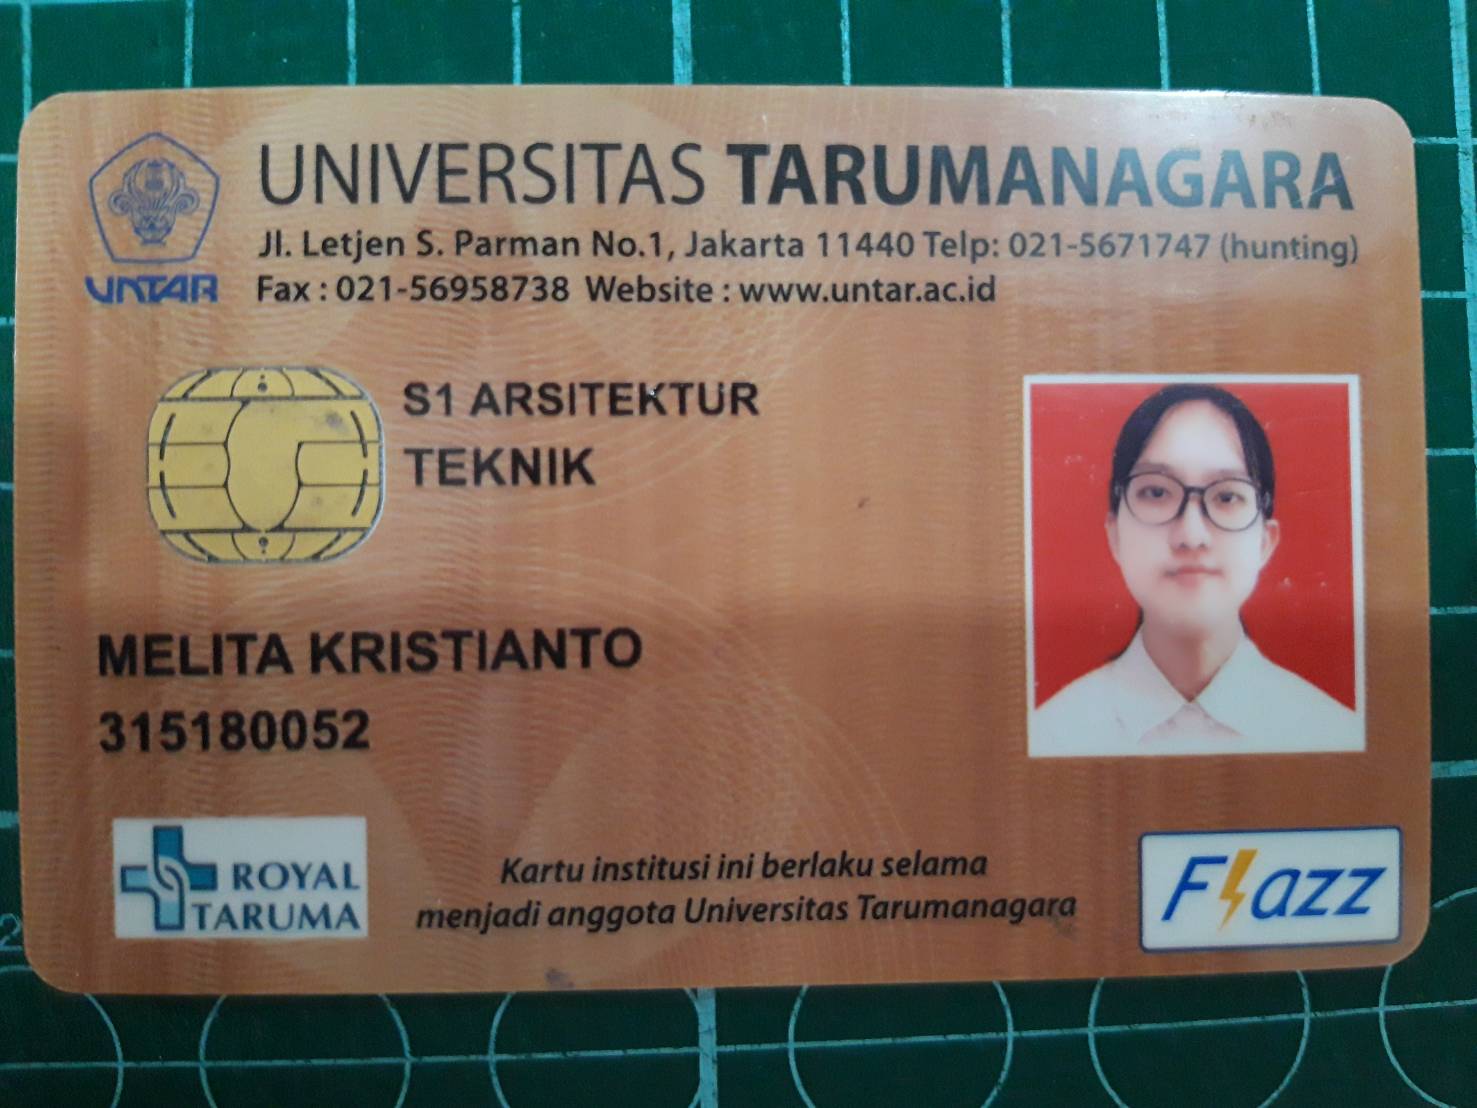 UNIVERSITAS TARUMANAGARA
Jl. Letjen S. Parman No.1, Jakarta 11440 Telp: 021-5671747 (hunting)
UNTAR
Fax : 021-56958738 Website : www.untar.ac.id
S1 ARSITEKTUR
TEKNIK
MELITA KRISTIANTO
315180052
ROYAL
TARUMA
Kartu institusi ini berlaku selama
menjadi anggota Universitas Tarumanagara
Flazz
2